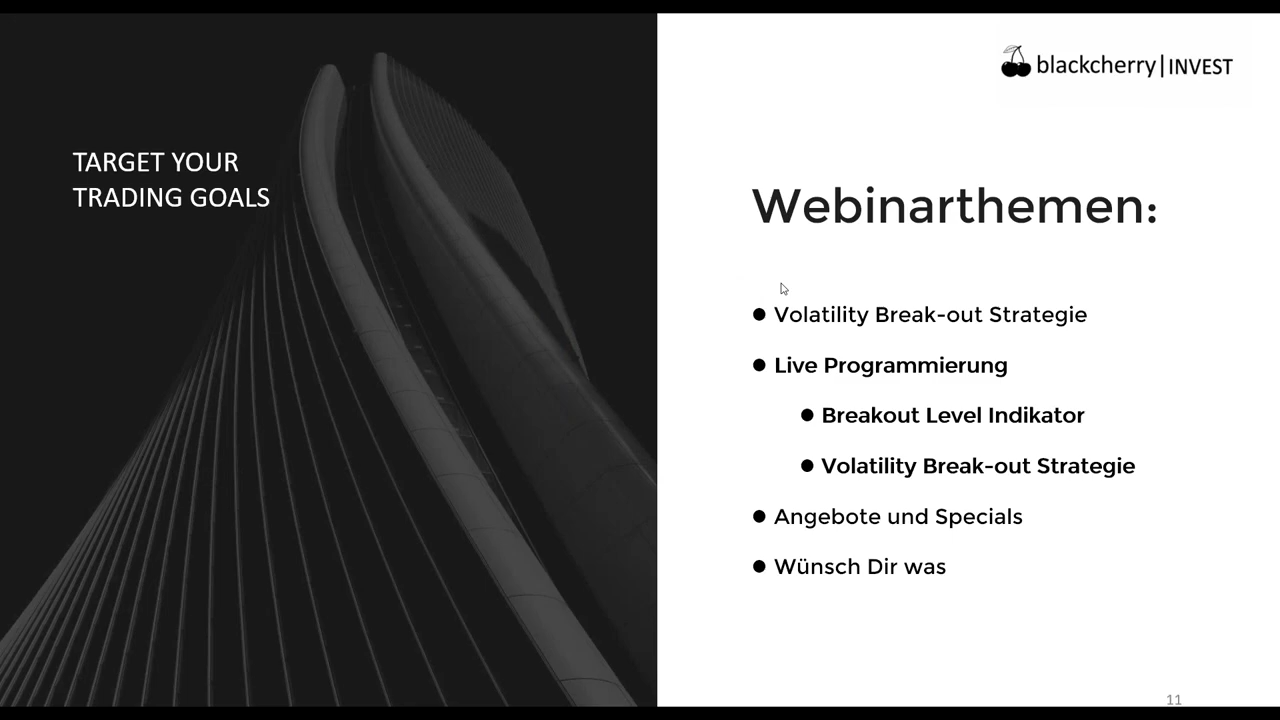 TARGET YOUR
TRADING GOALS
blackcherry|INVEST
Webinarthemen:
● Volatility Break-out Strategie
● Live Programmierung
● Breakout Level Indikator
● Volatility Break-out Strategie
● Angebote und Specials
● Wünsch Dir was
11